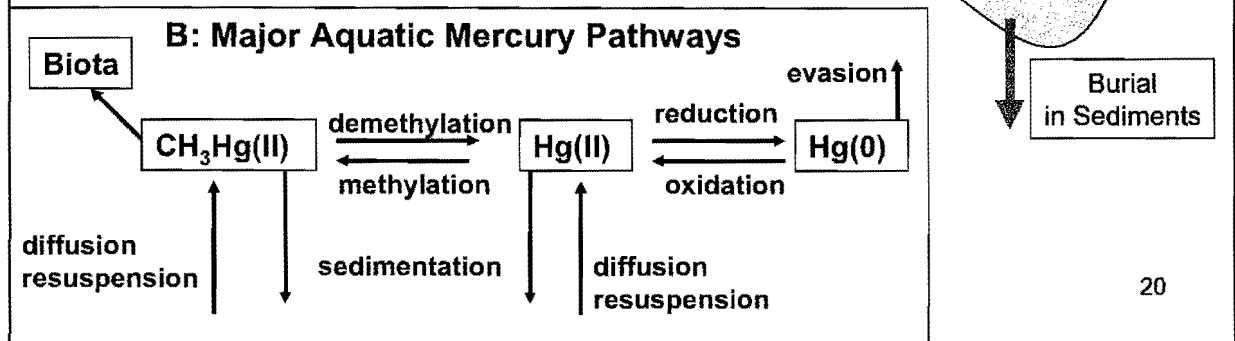 B: Major Aquatic Mercury Pathways
Biota
evasion
Burial
in Sediments
demethylation
reduction
CH₃Hg(II)
Hg(II)
Hg(0)
methylation
oxidation
diffusion
resuspension
sedimentation
diffusion
resuspension
20